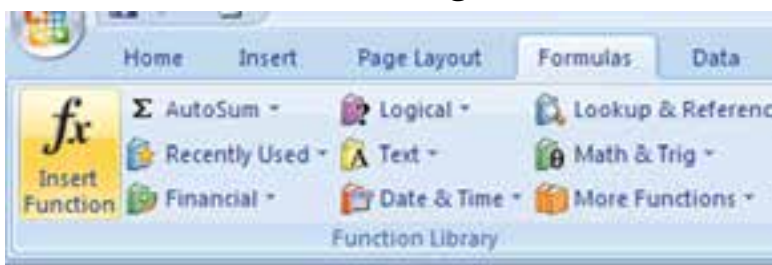 Home Insert Page Layout Formulas Data
fx Σ AutoSum Logical Lookup & Referenc
Recently Used A Text θ Math & Trig
Insert Function Financial Date & Time More Functions
Function Library